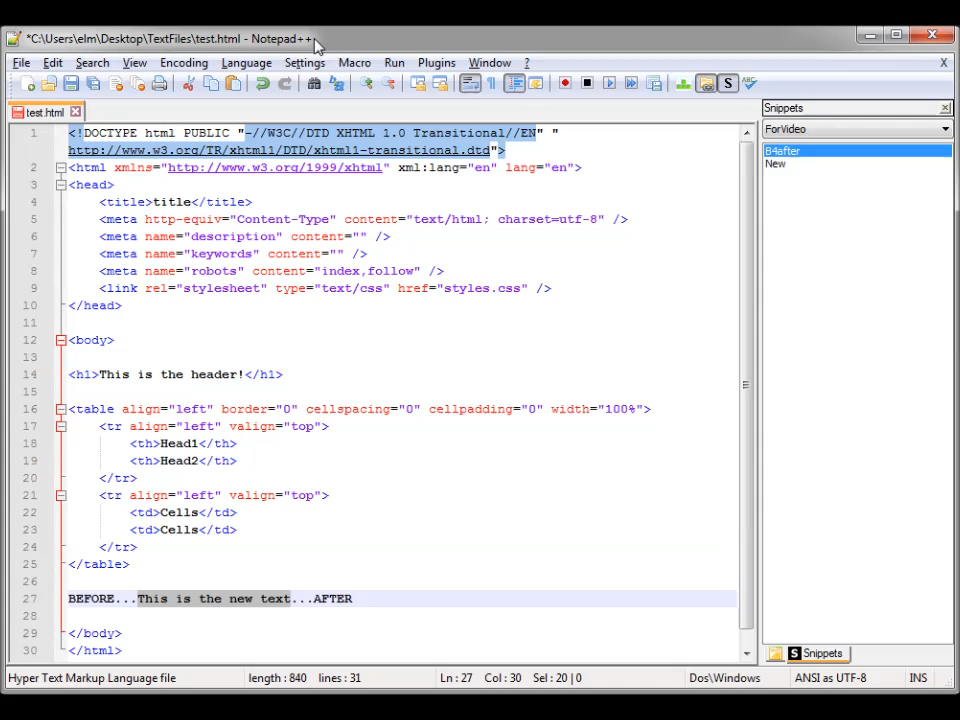 *C:\Users\elm\Desktop\TextFiles\test.html - Notepad++
File Edit Search View Encoding Language Settings Macro Run Plugins Window ? X
test.html
Snippets
ForVideo
B4after
New
1 <!DOCTYPE html PUBLIC "-//W3C//DTD XHTML 1.0 Transitional//EN" "
http://www.w3.org/TR/xhtml1/DTD/xhtml1-transitional.dtd">
2 <html xmlns="http://www.w3.org/1999/xhtml" xml:lang="en" lang="en">
3 <head>
4 <title>title</title>
5 <meta http-equiv="Content-Type" content="text/html; charset=utf-8" />
6 <meta name="description" content="" />
7 <meta name="keywords" content="" />
8 <meta name="robots" content="index,follow" />
9 <link rel="stylesheet" type="text/css" href="styles.css" />
10 </head>
11
12 <body>
13
14 <h1>This is the header!</h1>
15
16 <table align="left" border="0" cellspacing="0" cellpadding="0" width="100%">
17 <tr align="left" valign="top">
18 <th>Head1</th>
19 <th>Head2</th>
20 </tr>
21 <tr align="left" valign="top">
22 <td>Cells</td>
23 <td>Cells</td>
24 </tr>
25 </table>
26
27 BEFORE...This is the new text...AFTER
28
29 </body>
30 </html>
S Snippets
Hyper Text Markup Language file length : 840 lines : 31 Ln : 27 Col : 30 Sel : 20 | 0 Dos\Windows ANSI as UTF-8 INS